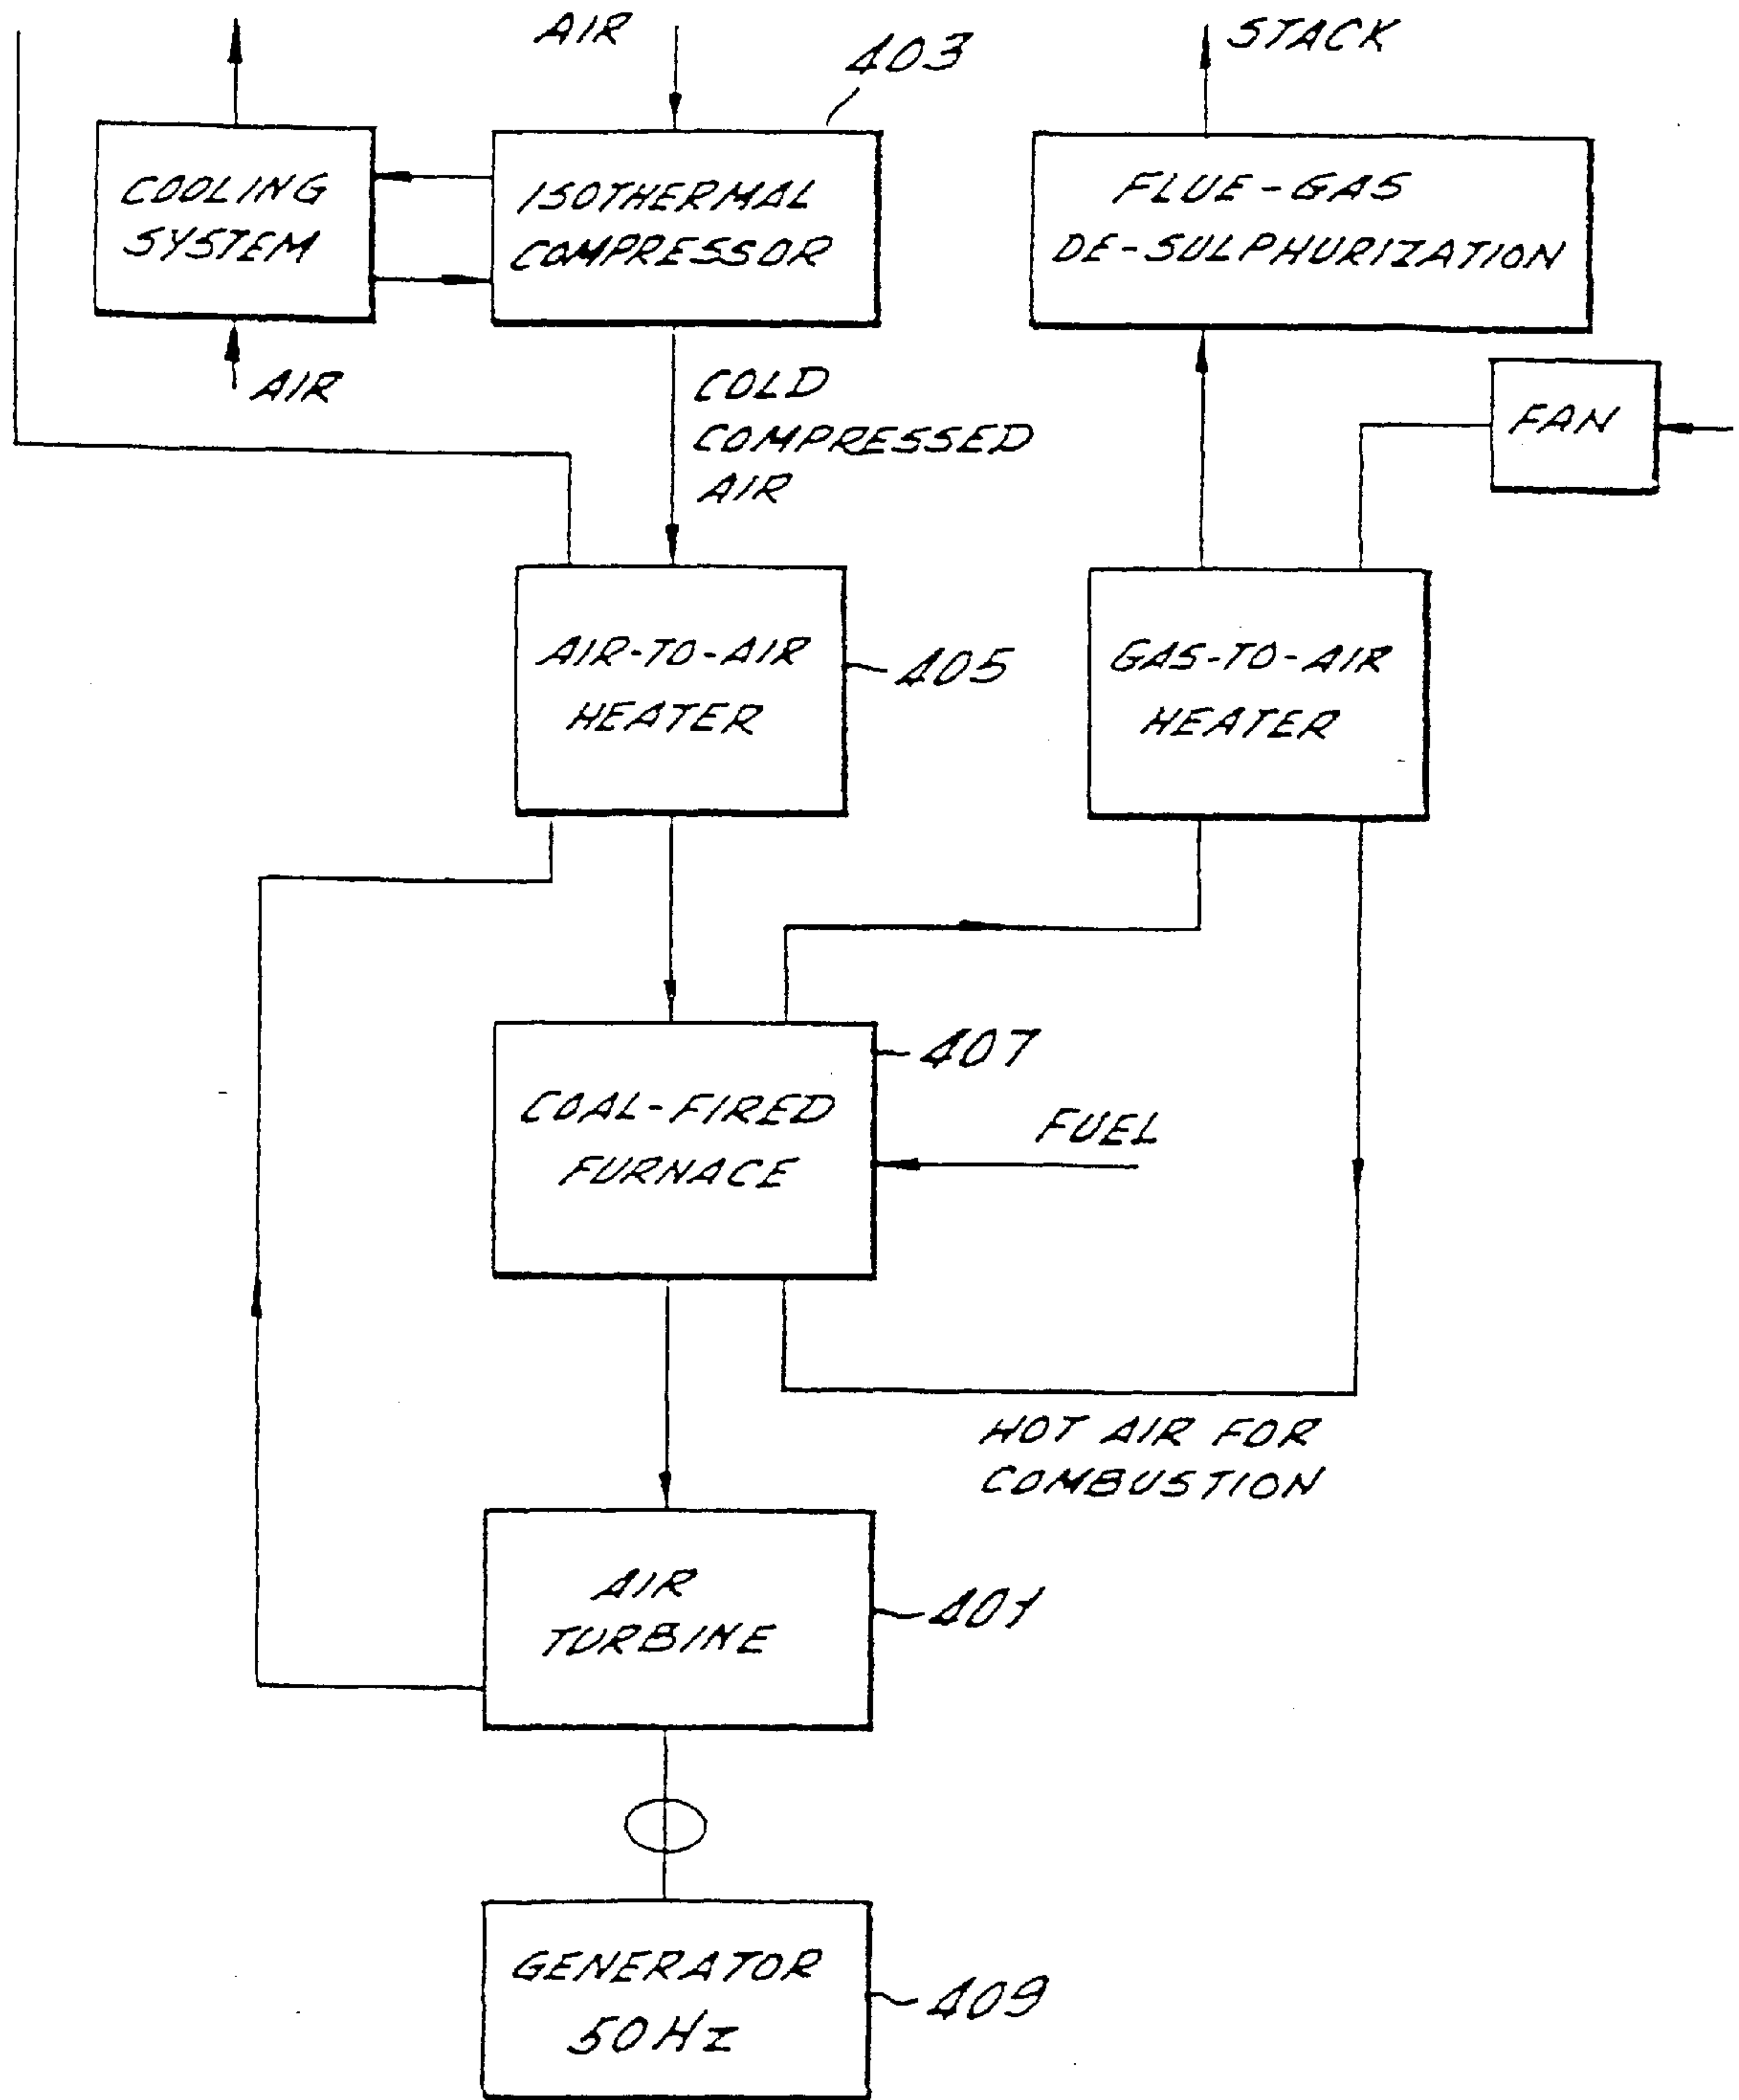 AIR
STACK
403
COOLING
SYSTEM
ISOTHERMAL
COMPRESSOR
FLUE-GAS
DE-SULPHURIZATION
AIR
COLD
COMPRESSED
AIR
FAN
AIR-TO-AIR
HEATER
405
GAS-TO-AIR
HEATER
407
COAL-FIRED
FURNACE
FUEL
HOT AIR FOR
COMBUSTION
AIR
TURBINE
401
GENERATOR
50Hz
409